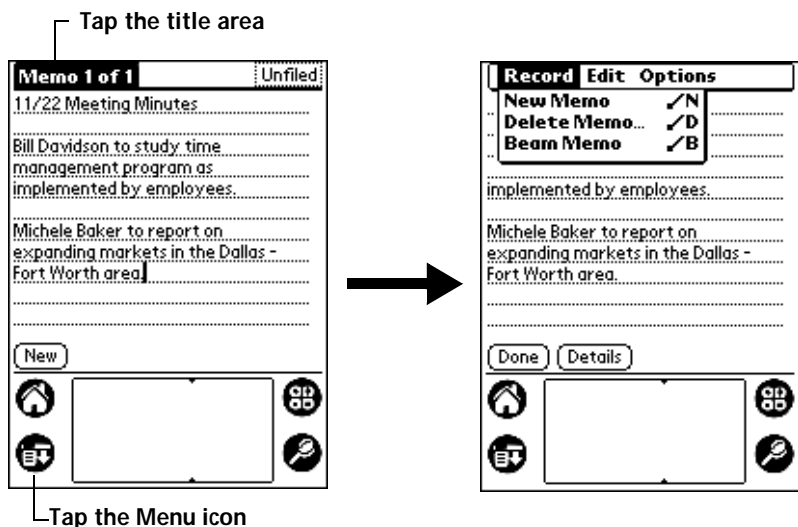 Tap the title area
Memo 1 of 1 Unfiled
11/22 Meeting Minutes
Bill Davidson to study time
management program as
implemented by employees.
Michele Baker to report on
expanding markets in the Dallas -
Fort Worth area.
New
Tap the Menu icon
Record Edit Options
New Memo /N
Delete Memo... /D
Beam Memo /B
implemented by employees.
Michele Baker to report on
expanding markets in the Dallas -
Fort Worth area.
Done Details